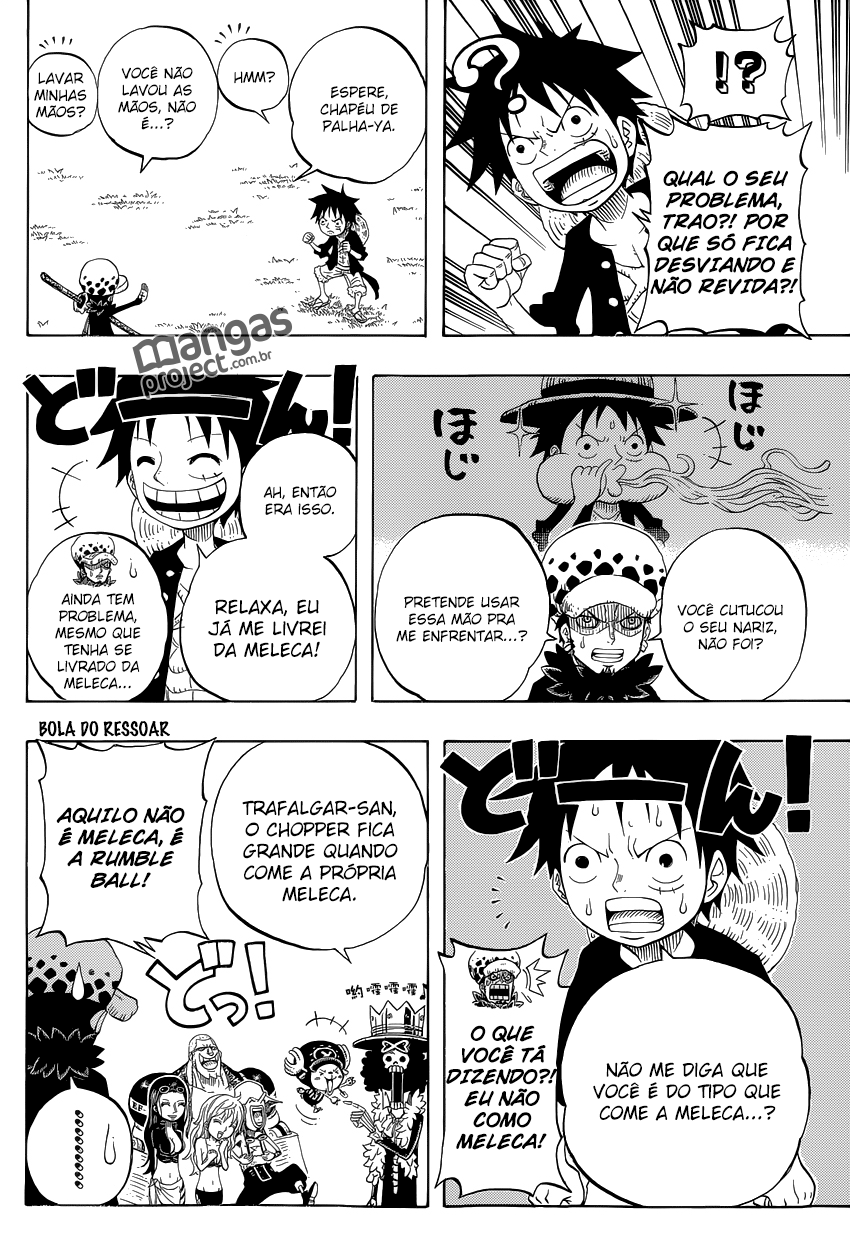 !?
QUAL O SEU
PROBLEMA,
TRAO?! POR
QUE SÓ FICA
DESVIANDO E
NÃO REVIDA?!
ESPERE,
CHAPÉU DE
PALHA-YA.
HMM?
VOCÊ NÃO
LAVOU AS
MÃOS, NÃO
É...?
LAVAR
MINHAS
MÃOS?
mangas
project.com.br
ほじ
ほじ
VOCÊ CUTUCOU
O SEU NARIZ,
NÃO FOI?
PRETENDE USAR
ESSA MÃO PRA
ME ENFRENTAR...?
どーん!
AH, ENTÃO
ERA ISSO.
RELAXA, EU
JÁ ME LIVREI
DA MELECA!
AINDA TEM
PROBLEMA,
MESMO QUE
TENHA SE
LIVRADO DA
MELECA...
どーん!
NÃO ME DIGA QUE
VOCÊ É DO TIPO QUE
COME A MELECA...?
O QUE
VOCÊ TÁ
DIZENDO?!
EU NÃO
COMO
MELECA!
BOLA DO RESSOAR
TRAFALGAR-SAN,
O CHOPPER FICA
GRANDE QUANDO
COME A PRÓPRIA
MELECA.
AQUILO NÃO
É MELECA, É
A RUMBLE
BALL!
どっ!
.........